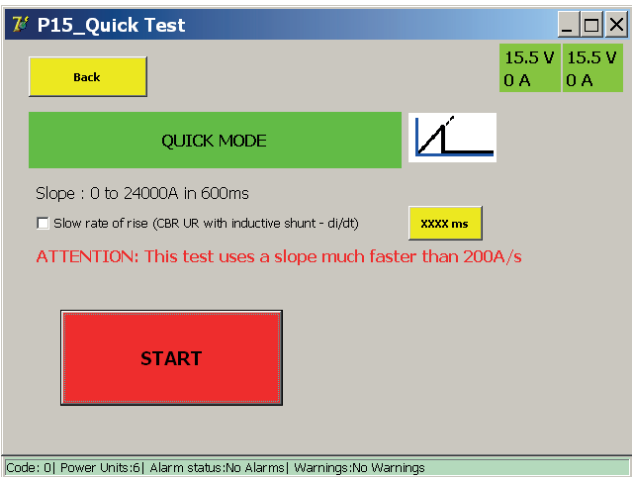 P15_Quick Test
15.5 V 15.5 V
0 A 0 A
Back
QUICK MODE
Slope : 0 to 24000A in 600ms
Slow rate of rise (CBR UR with inductive shunt - di/dt)
XXXX ms
ATTENTION: This test uses a slope much faster than 200A/s
START
Code: 0| Power Units:6| Alarm status:No Alarms| Warnings:No Warnings